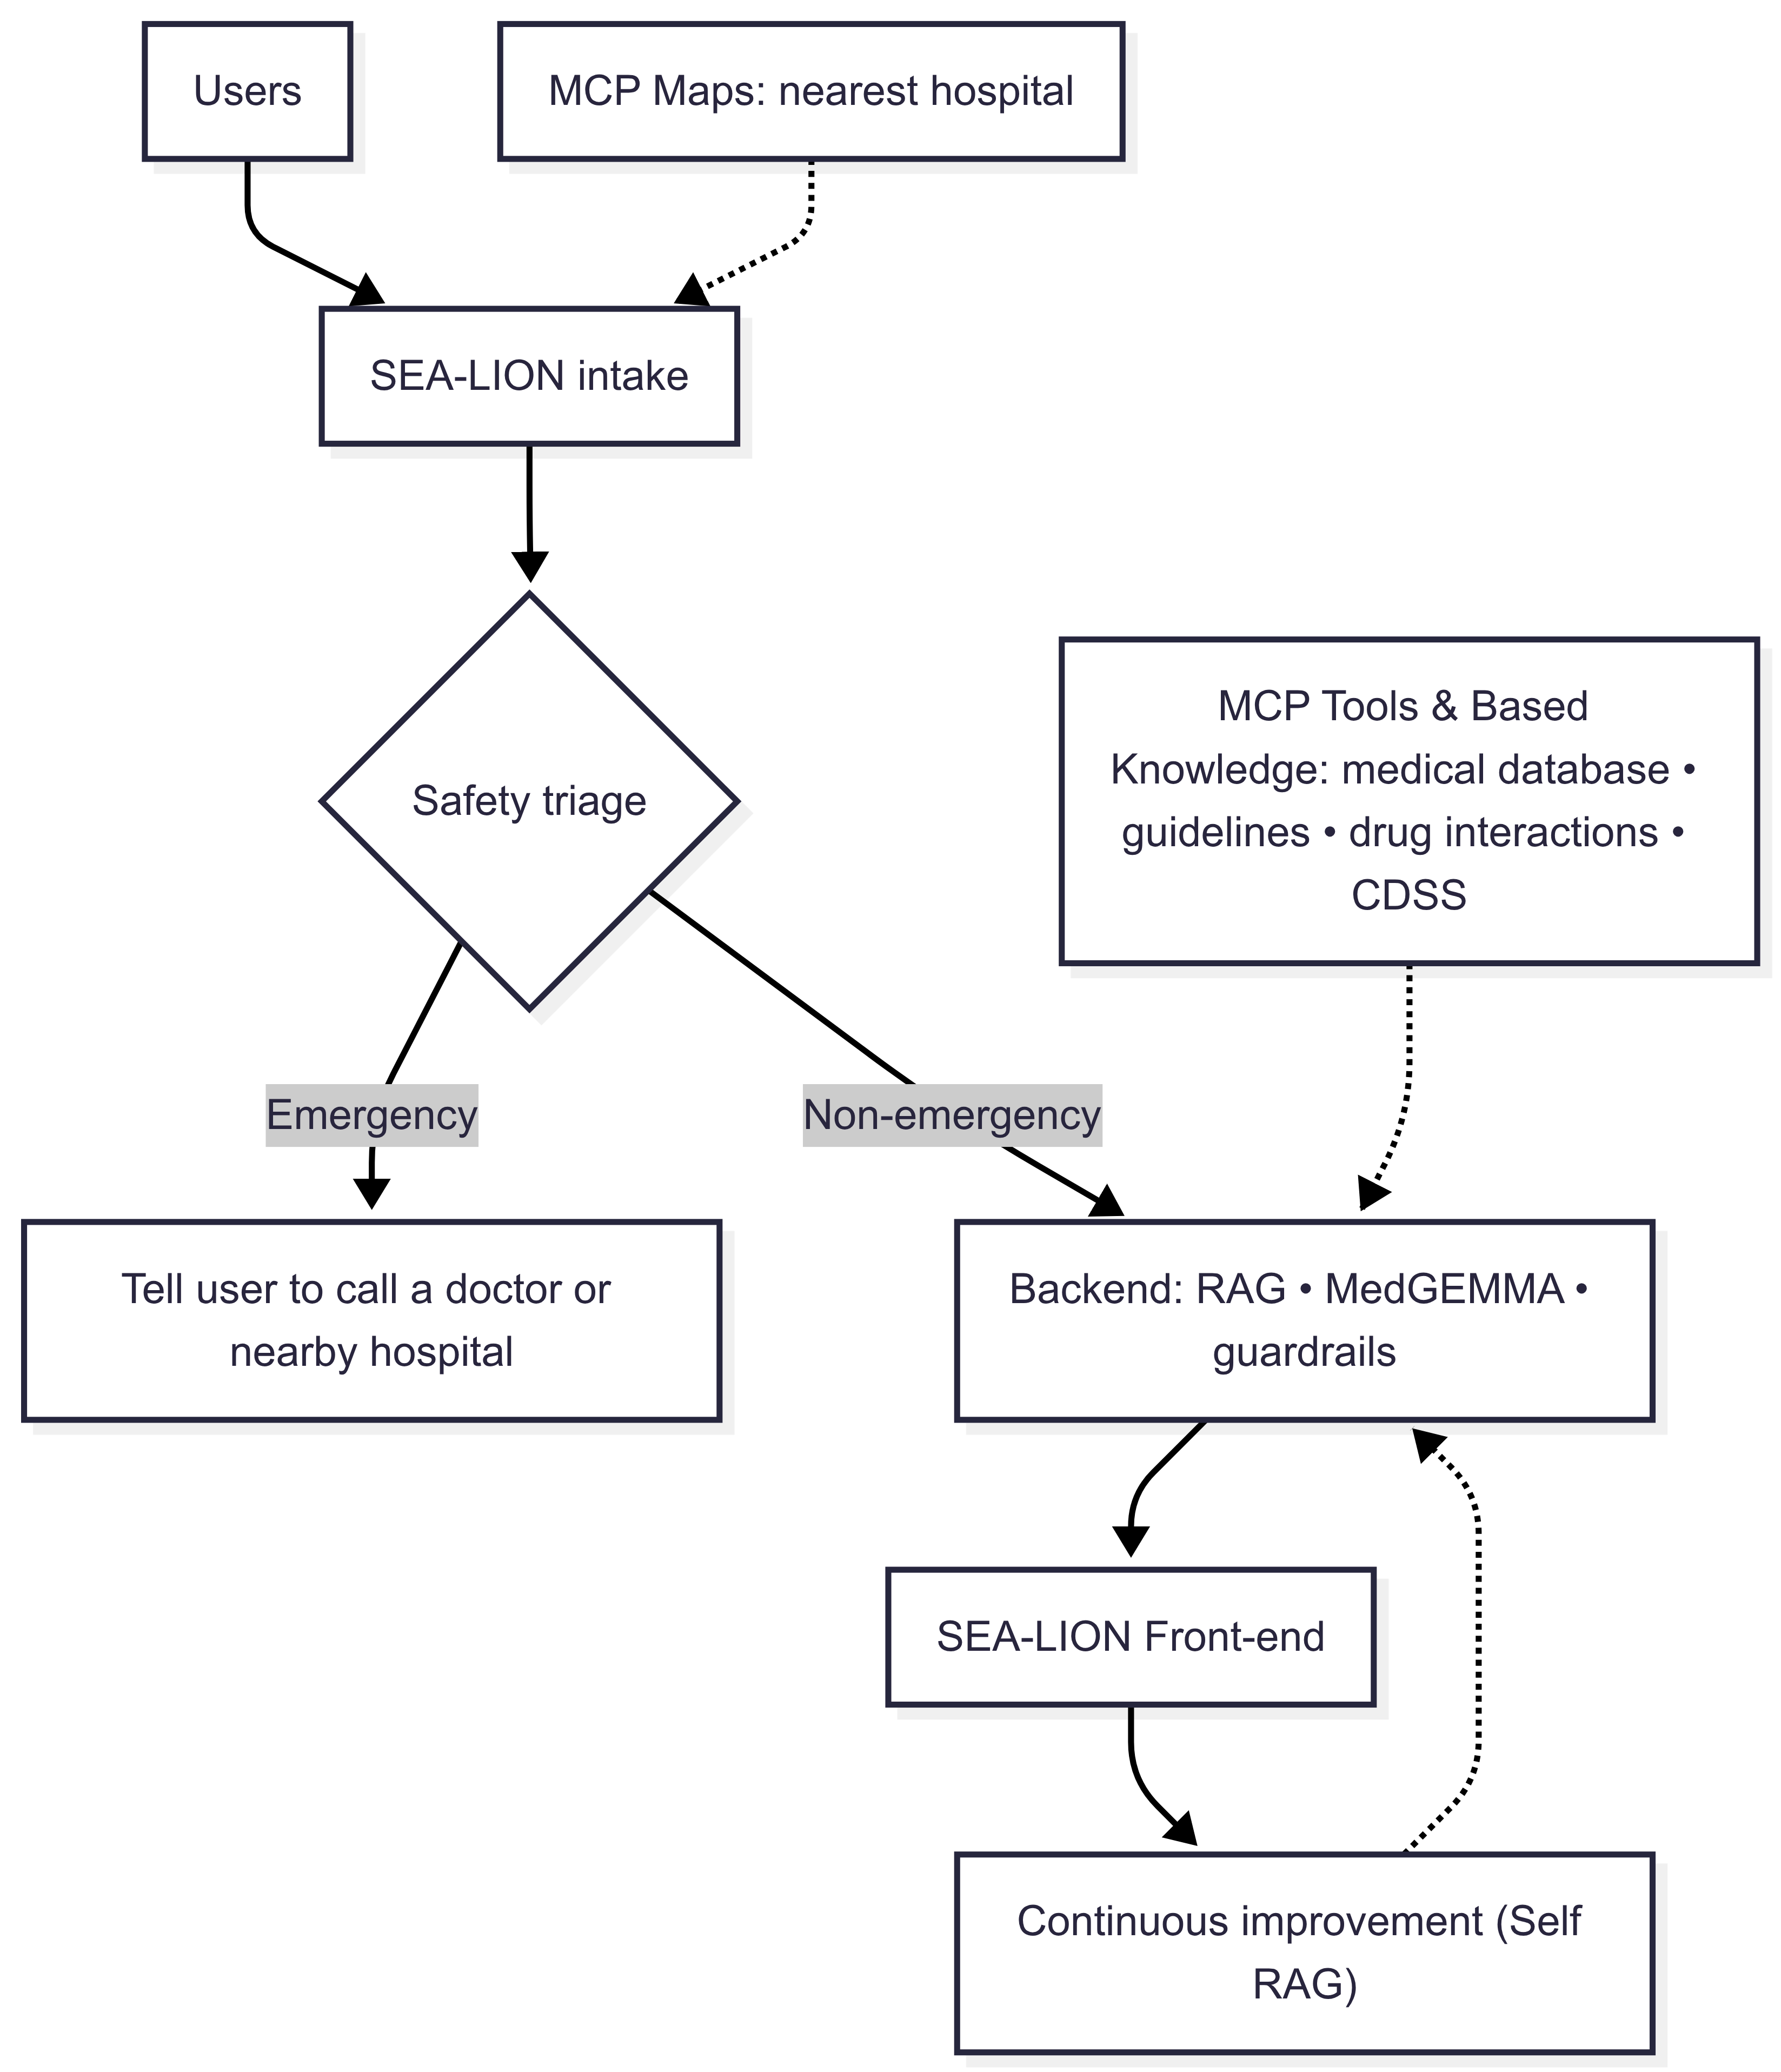 Users
MCP Maps: nearest hospital
SEA-LION intake
Safety triage
MCP Tools & Based
Knowledge: medical database •
guidelines • drug interactions •
CDSS
Emergency
Non-emergency
Tell user to call a doctor or
nearby hospital
Backend: RAG • MedGEMMA •
guardrails
SEA-LION Front-end
Continuous improvement (Self
RAG)